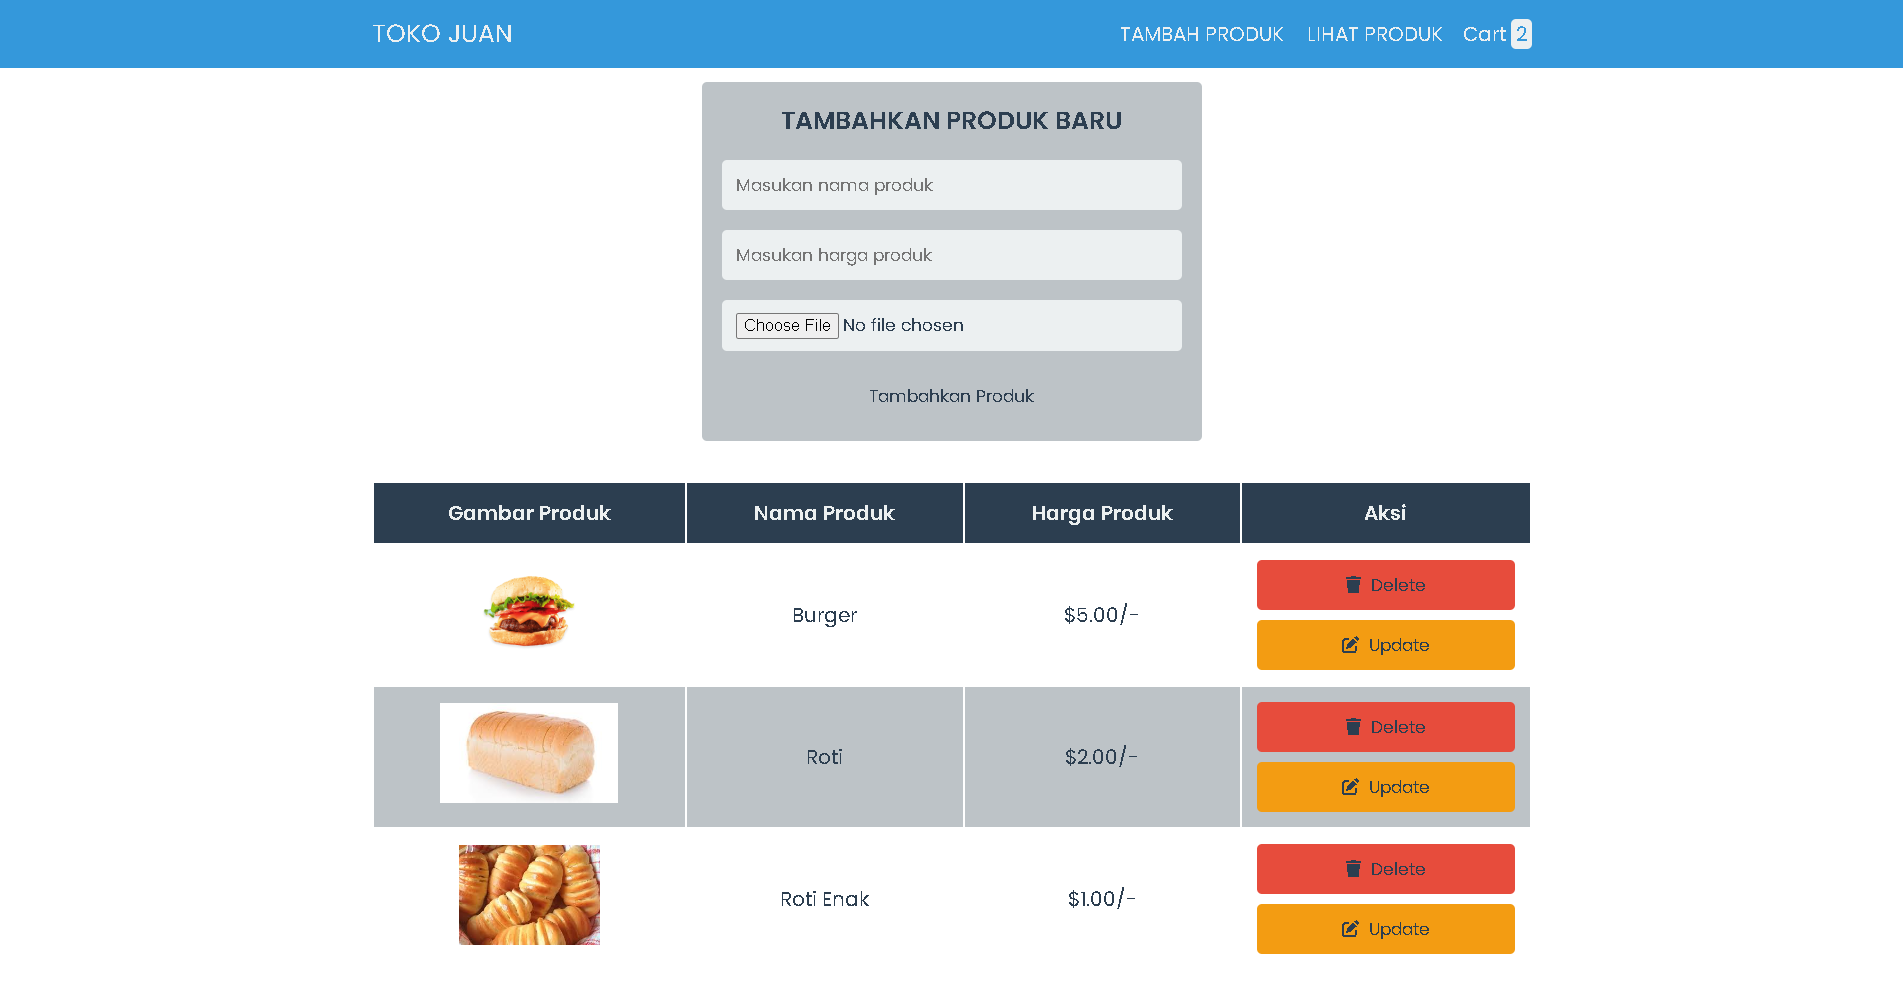 TOKO JUAN TAMBAH PRODUK LIHAT PRODUK Cart 2
TAMBAHKAN PRODUK BARU
Masukan nama produk
Masukan harga produk
Choose File No file chosen
Tambahkan Produk
Gambar Produk Nama Produk Harga Produk Aksi
Burger $5.00/- Delete
Update
Roti $2.00/- Delete
Update
Roti Enak $1.00/- Delete
Update